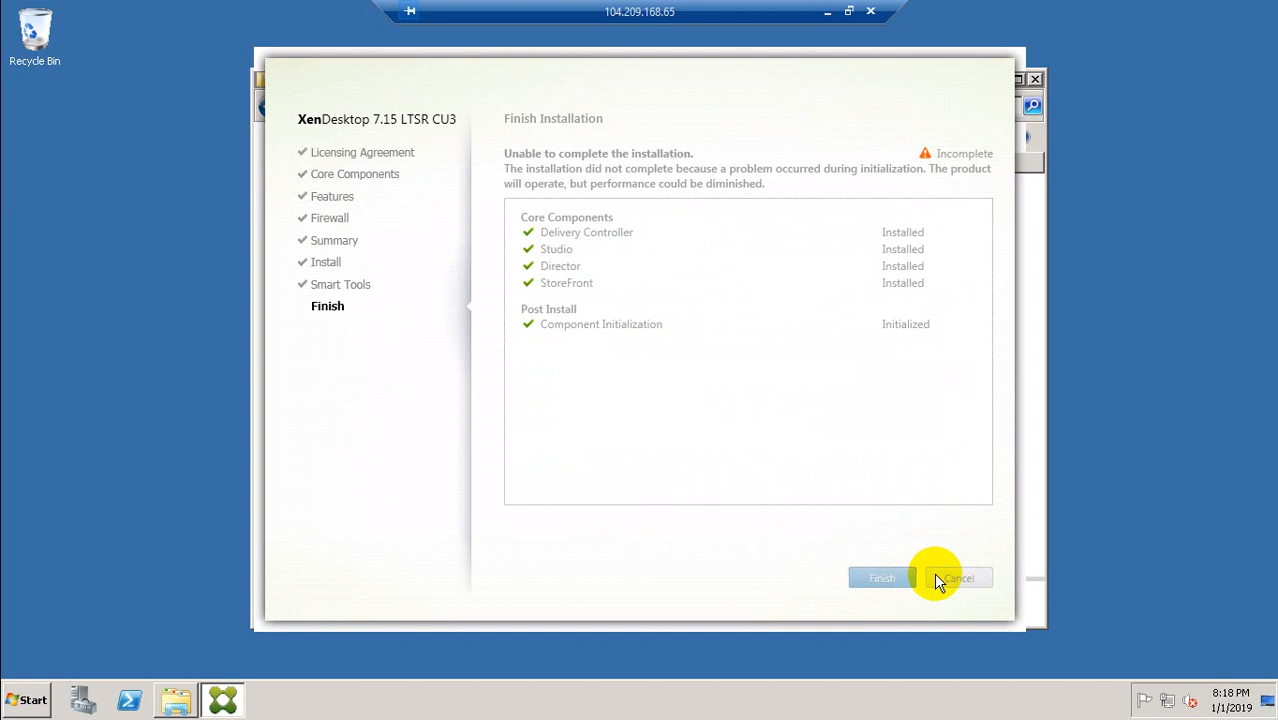 104.209.168.65
Recycle Bin
XenDesktop 7.15 LTSR CU3
Licensing Agreement
Core Components
Features
Firewall
Summary
Install
Smart Tools
Finish
Finish Installation
Unable to complete the installation.
Incomplete
The installation did not complete because a problem occurred during initialization. The product
will operate, but performance could be diminished.
Core Components
Delivery Controller Installed
Studio Installed
Director Installed
StoreFront Installed
Post Install
Component Initialization Initialized
Finish
Cancel
Start
8:18 PM
1/1/2019